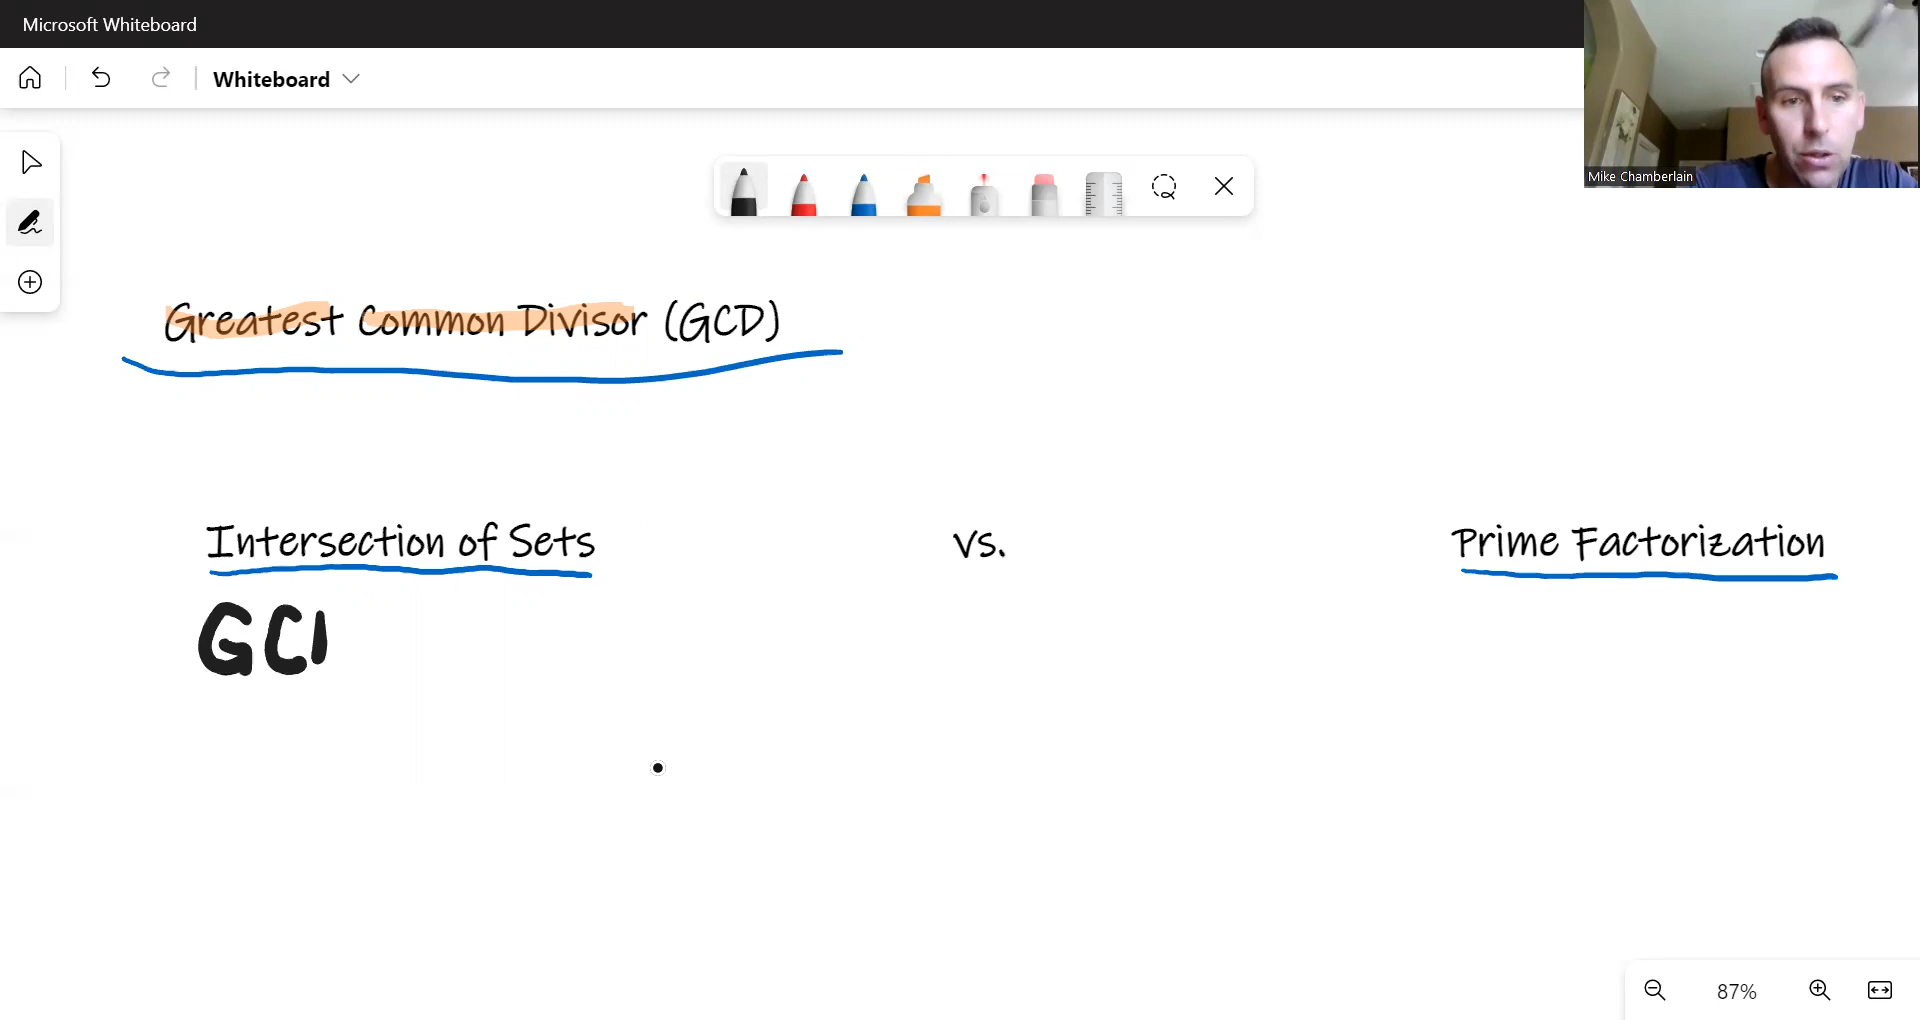 Microsoft Whiteboard
Whiteboard
Mike Chamberlain
Greatest Common Divisor (GCD)
Intersection of Sets
vs.
Prime Factorization
GCI
87%